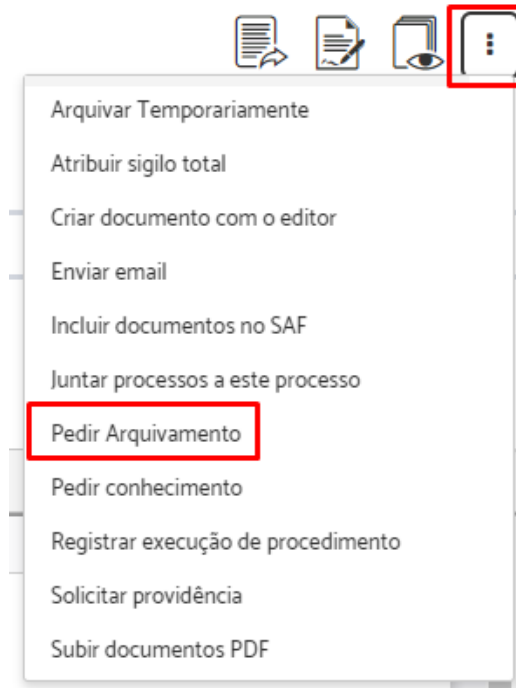 Arquivar Temporariamente
Atribuir sigilo total
Criar documento com o editor
Enviar email
Incluir documentos no SAF
Juntar processos a este processo
Pedir Arquivamento
Pedir conhecimento
Registrar execução de procedimento
Solicitar providência
Subir documentos PDF